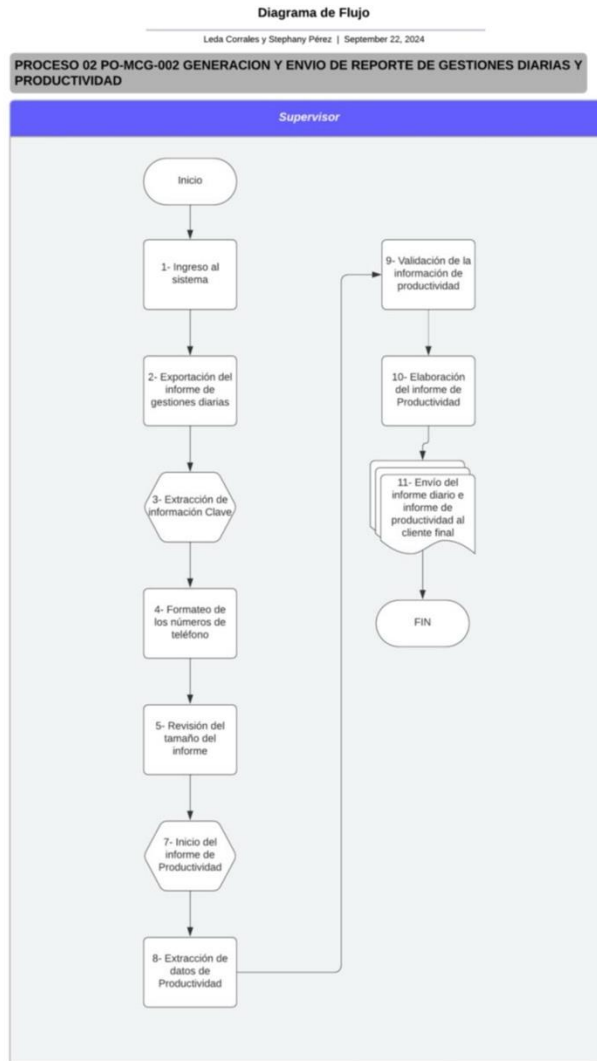 Diagrama de Flujo
Leda Corrales y Stephany Pérez | September 22, 2024
PROCESO 02 PO-MCG-002 GENERACION Y ENVIO DE REPORTE DE GESTIONES DIARIAS Y
PRODUCTIVIDAD
Supervisor
Inicio
1- Ingreso al
sistema
2- Exportación del
informe de
gestiones diarias
3- Extracción de
información Clave
4- Formateo de
los números de
teléfono
5- Revisión del
tamaño del
informe
7- Inicio del
informe de
Productividad
8- Extracción de
datos de
Productividad
9- Validación de la
información de
productividad
10- Elaboración
del informe de
Productividad
11- Envío del
informe diario e
informe de
productividad al
cliente final
FIN